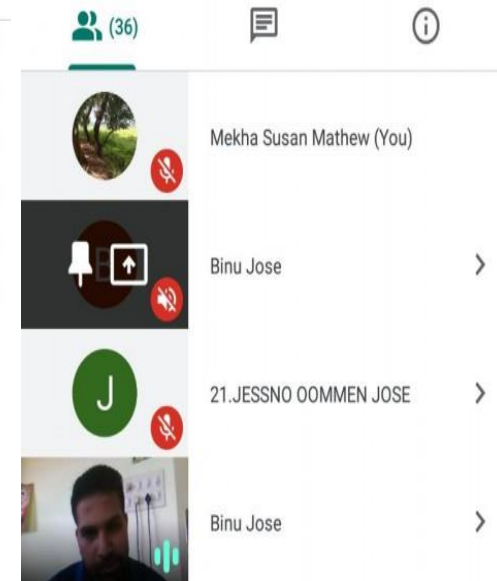 (36)
Mekha Susan Mathew (You)
B
Binu Jose
J
21.JESSNO OOMMEN JOSE
Binu Jose